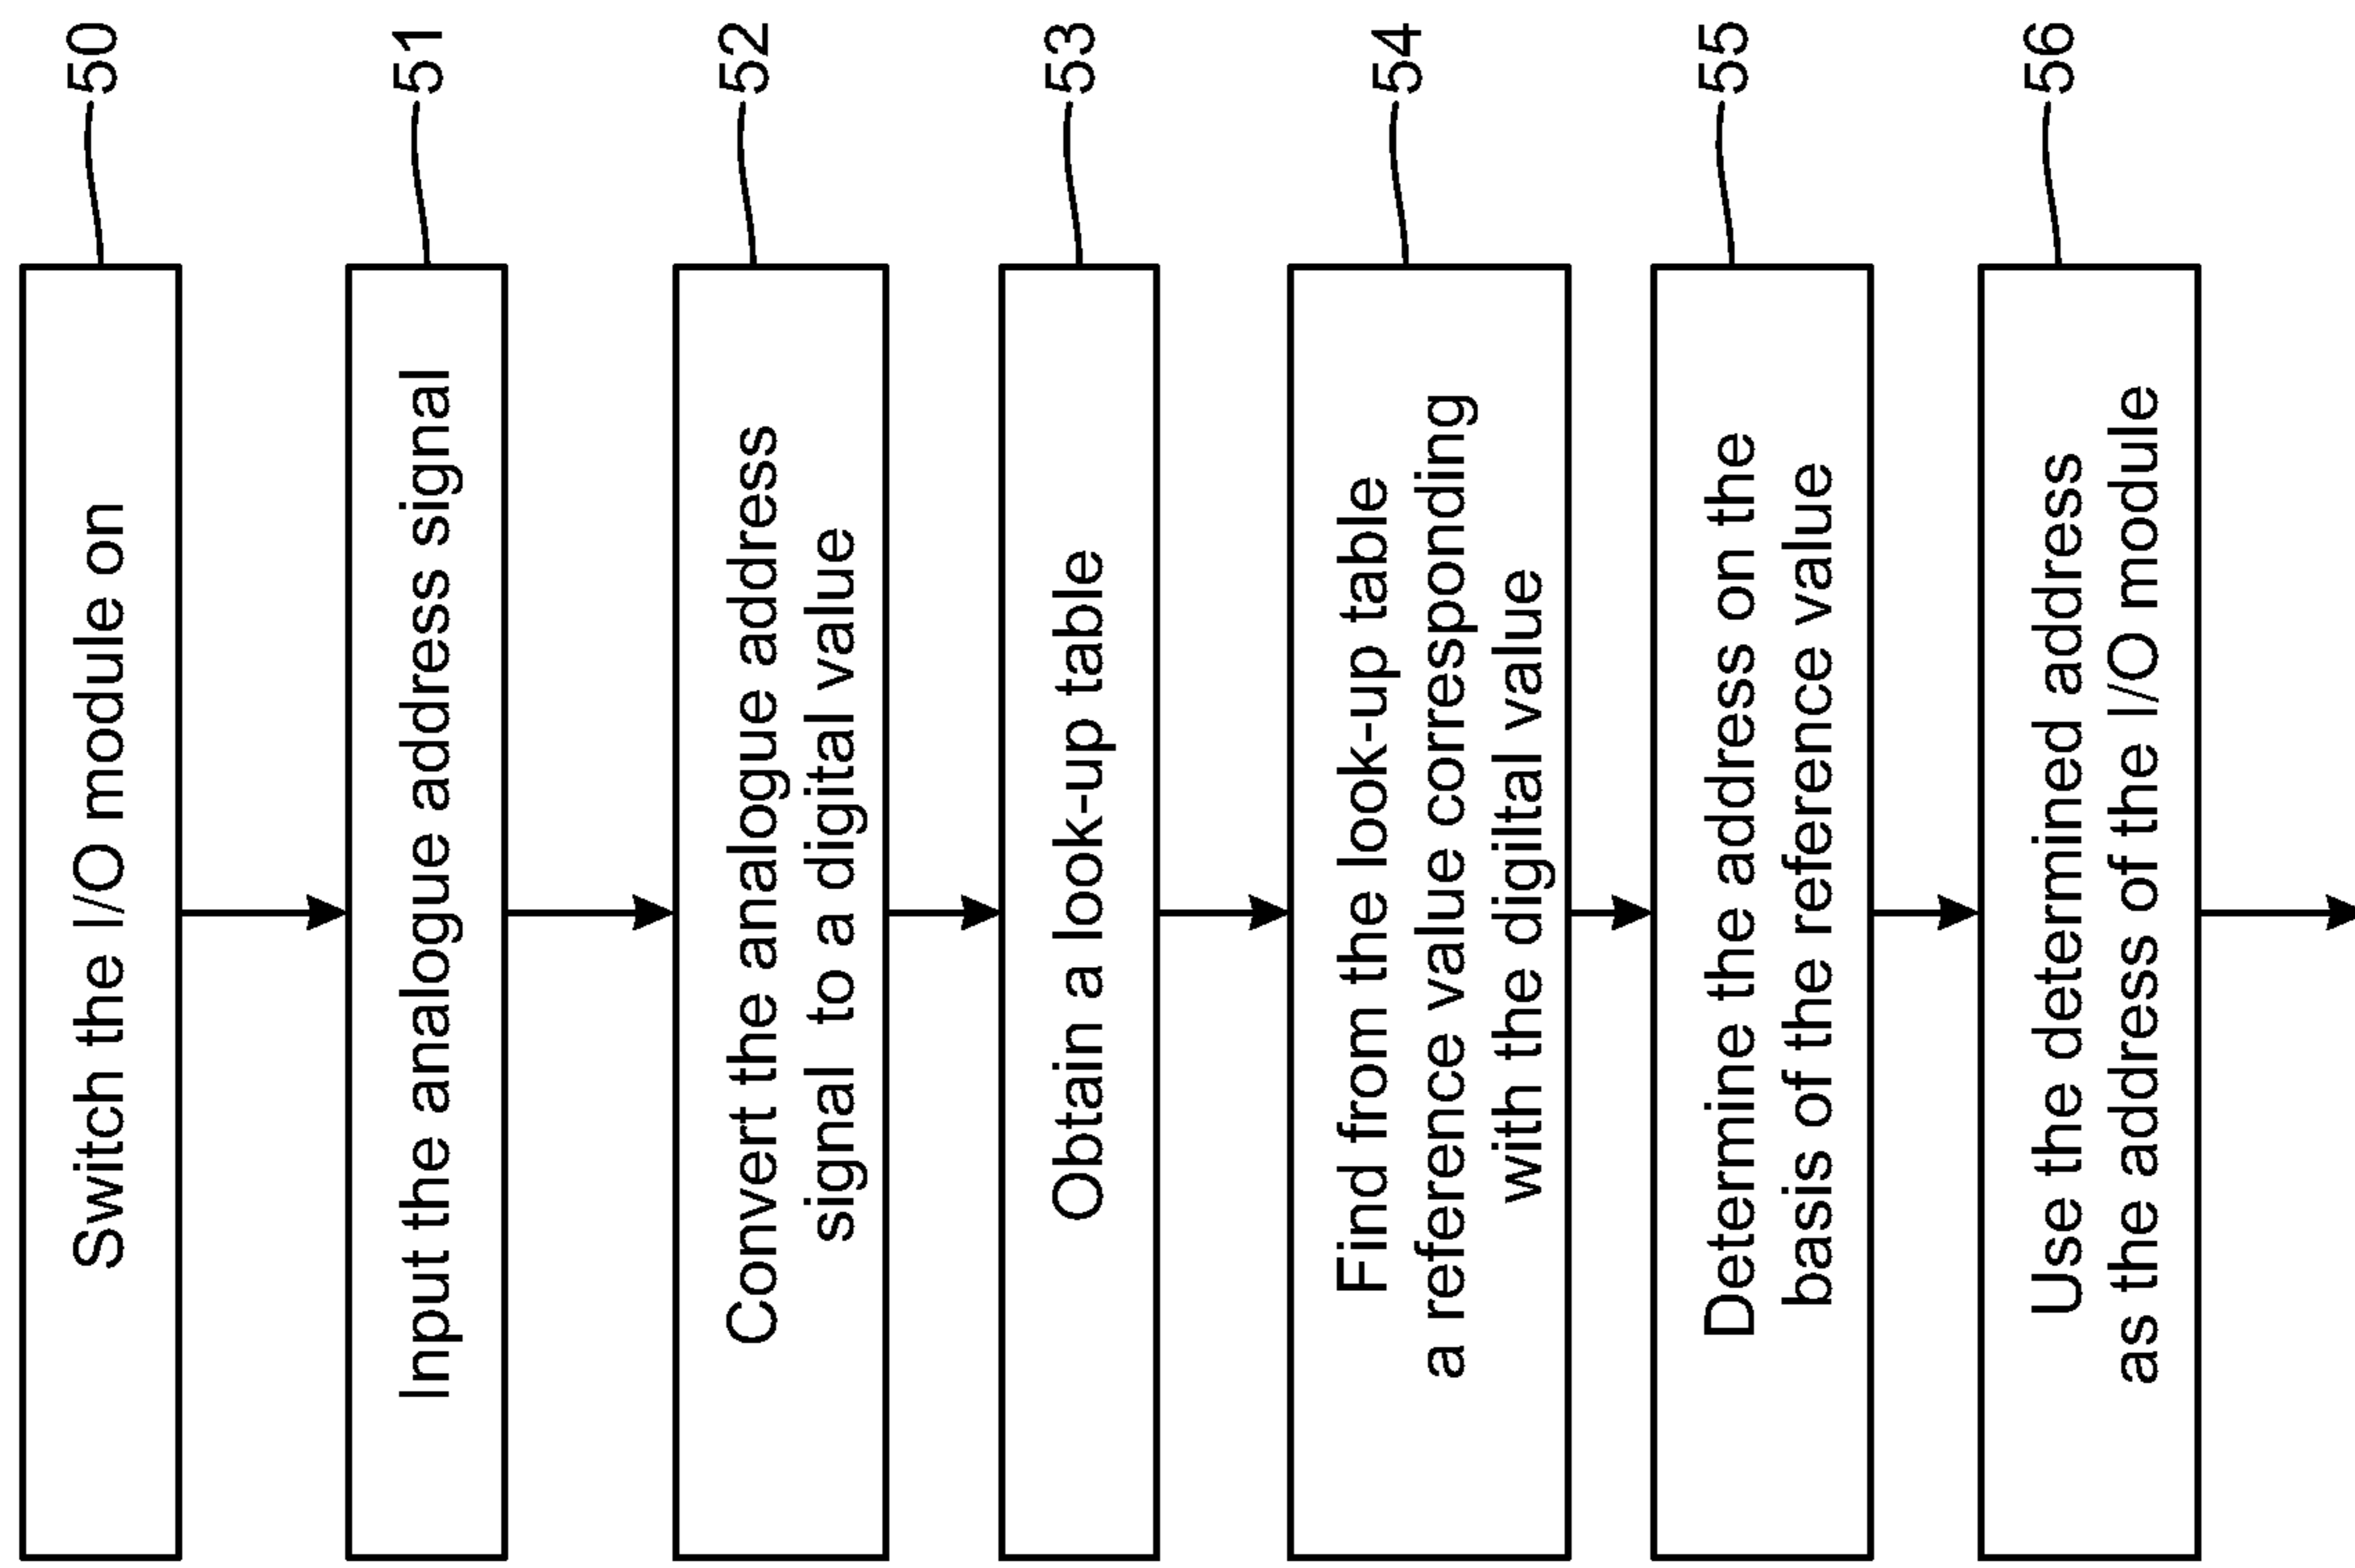 Switch the I/O module on
50
Input the analogue address signal
51
Convert the analogue address
signal to a digital value
52
Obtain a look-up table
53
Find from the look-up table
a reference value corresponding
with the digiltal value
54
Determine the address on the
basis of the reference value
55
Use the determined address
as the address of the I/O module
56